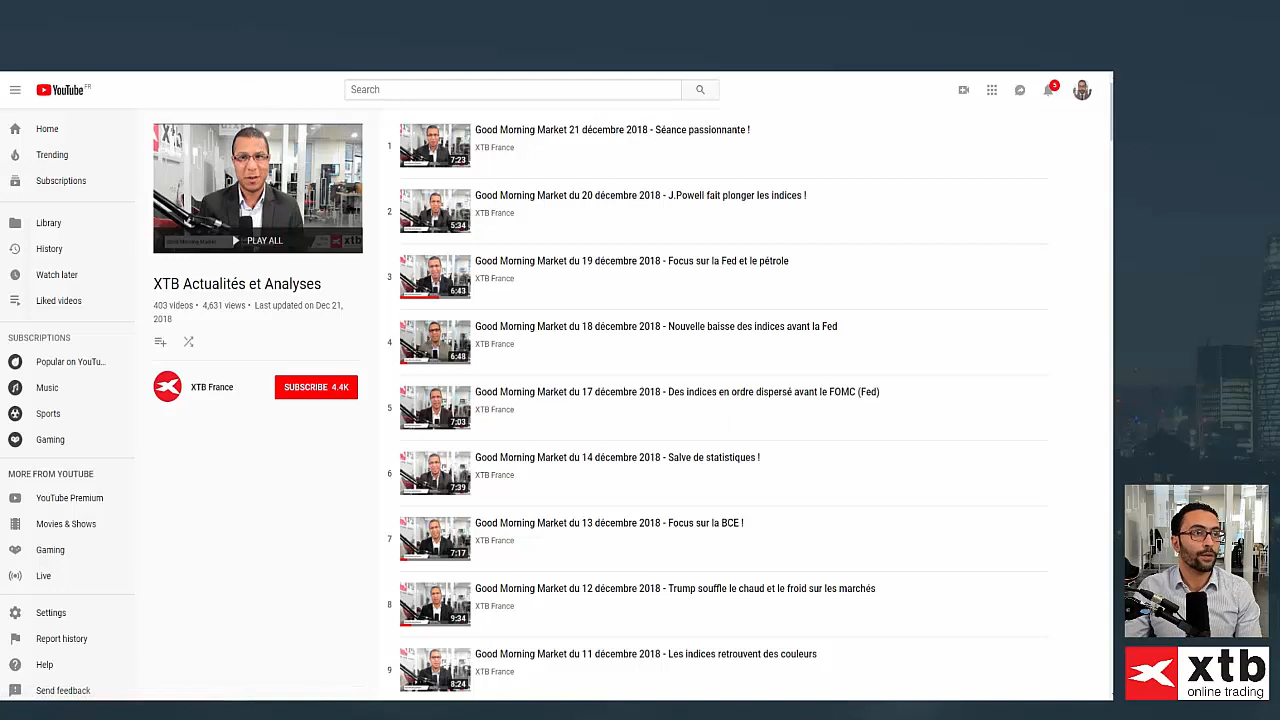 YouTube FR
Search
5
Home
Trending
Subscriptions
Library
History
Watch later
Liked videos
SUBSCRIPTIONS
Popular on YouTu...
Music
Sports
Gaming
MORE FROM YOUTUBE
YouTube Premium
Movies & Shows
Gaming
Live
Settings
Report history
Help
Send feedback
Good Morning Market
xtb
PLAY ALL
XTB Actualités et Analyses
403 videos • 4,631 views • Last updated on Dec 21,
2018
XTB France
SUBSCRIBE 4.4K
1
7:23
Good Morning Market 21 décembre 2018 - Séance passionnante !
XTB France
2
5:34
Good Morning Market du 20 décembre 2018 - J.Powell fait plonger les indices !
XTB France
3
6:43
Good Morning Market du 19 décembre 2018 - Focus sur la Fed et le pétrole
XTB France
4
6:48
Good Morning Market du 18 décembre 2018 - Nouvelle baisse des indices avant la Fed
XTB France
5
7:03
Good Morning Market du 17 décembre 2018 - Des indices en ordre dispersé avant le FOMC (Fed)
XTB France
6
7:39
Good Morning Market du 14 décembre 2018 - Salve de statistiques !
XTB France
7
7:17
Good Morning Market du 13 décembre 2018 - Focus sur la BCE !
XTB France
8
9:34
Good Morning Market du 12 décembre 2018 - Trump souffle le chaud et le froid sur les marchés
XTB France
9
8:24
Good Morning Market du 11 décembre 2018 - Les indices retrouvent des couleurs
xtb
online trading